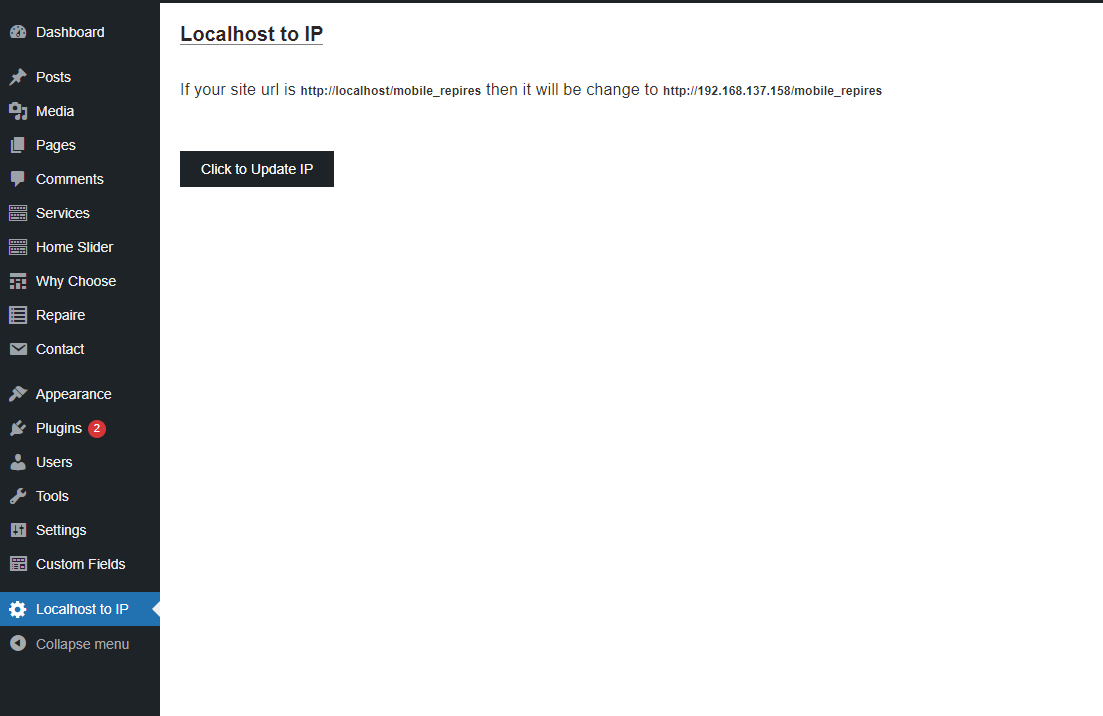 Dashboard
Posts
Media
Pages
Comments
Services
Home Slider
Why Choose
Repaire
Contact
Appearance
Plugins 2
Users
Tools
Settings
Custom Fields
Localhost to IP
Collapse menu
Localhost to IP
If your site url is http://localhost/mobile_repires then it will be change to http://192.168.137.158/mobile_repires
Click to Update IP